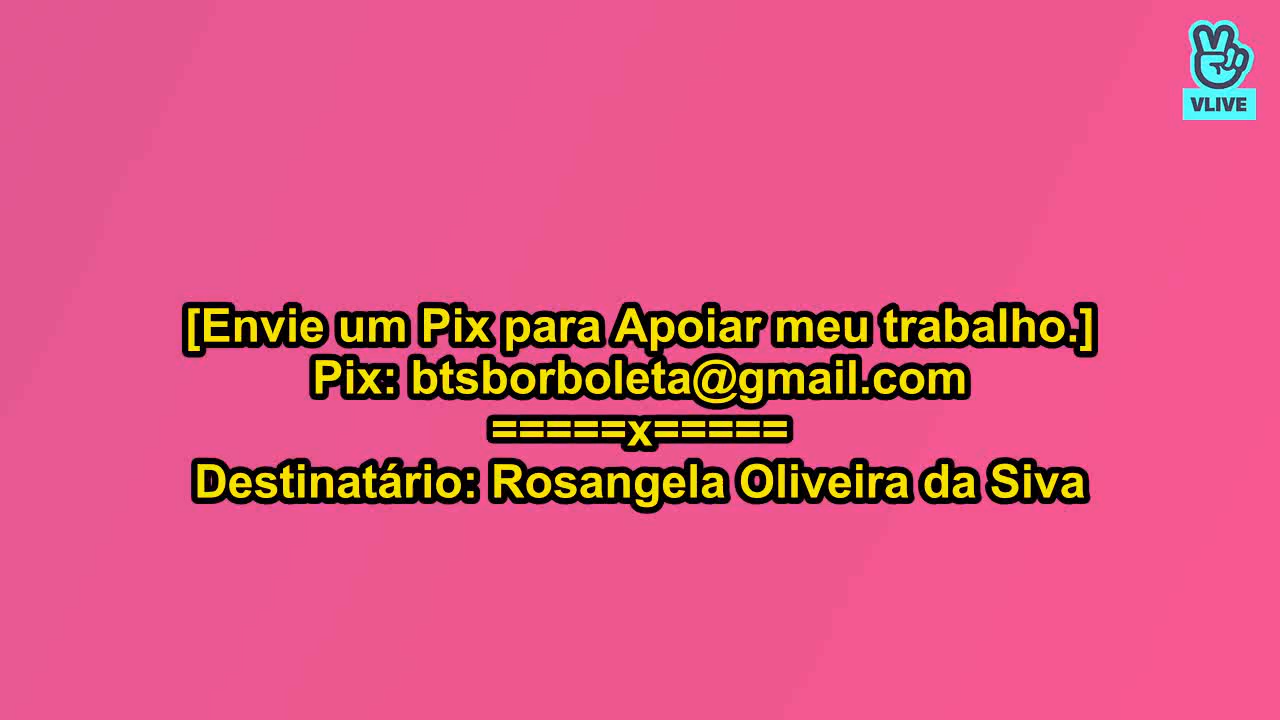 VLIVE
[Envie um Pix para Apoiar meu trabalho.]
Pix: btsborboleta@gmail.com
=====x=====
Destinatário: Rosangela Oliveira da Siva